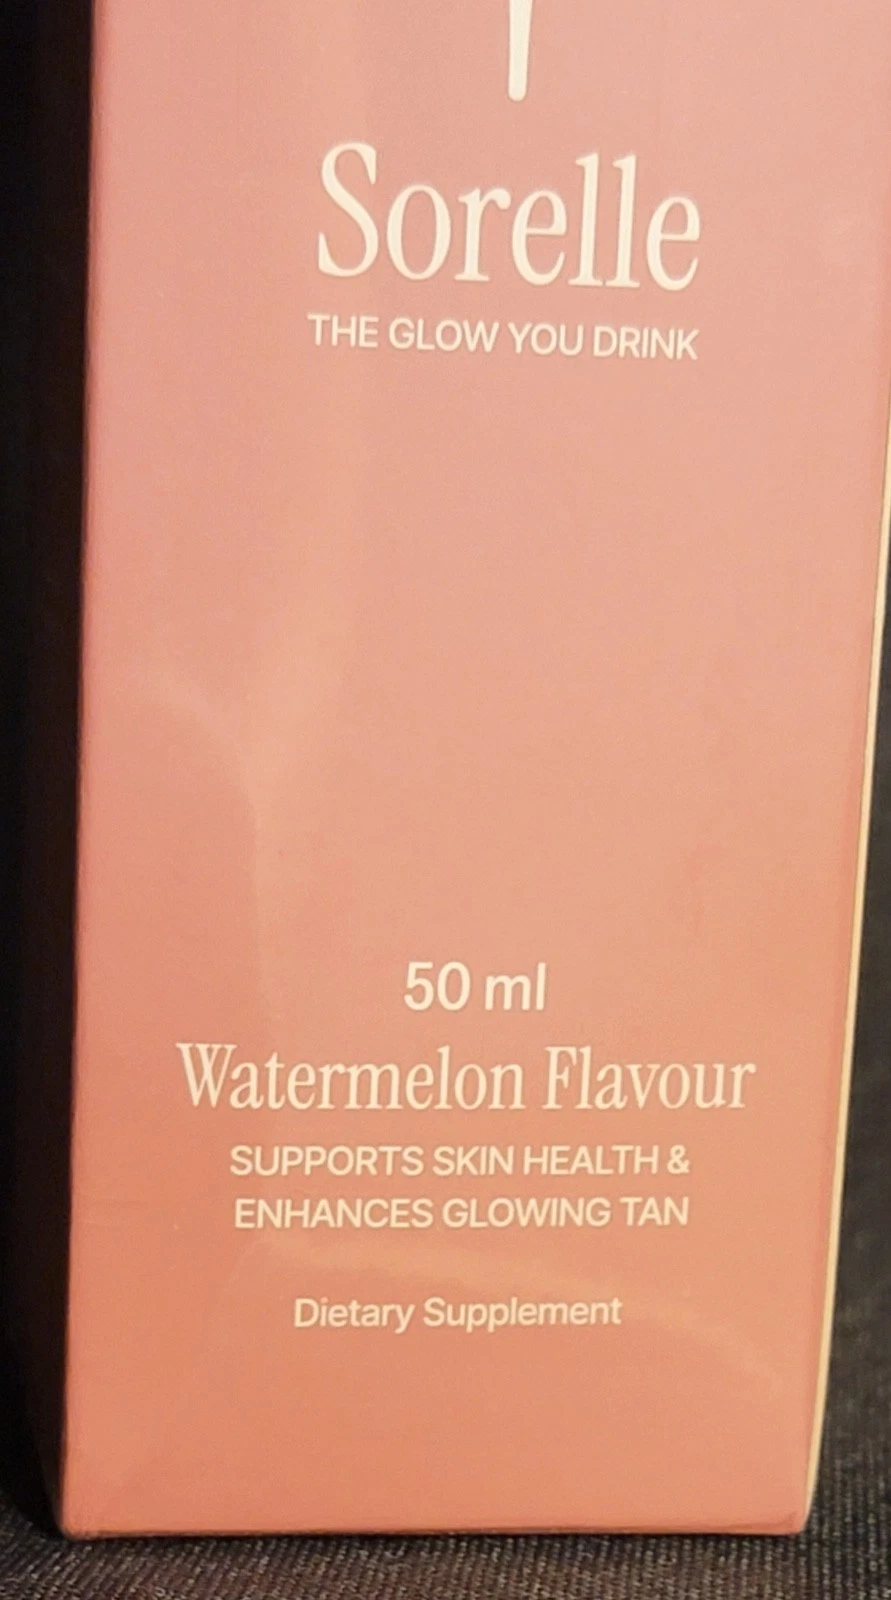 Sorelle
THE GLOW YOU DRINK
50 ml
Watermelon Flavour
SUPPORTS SKIN HEALTH &
ENHANCES GLOWING TAN
Dietary Supplement